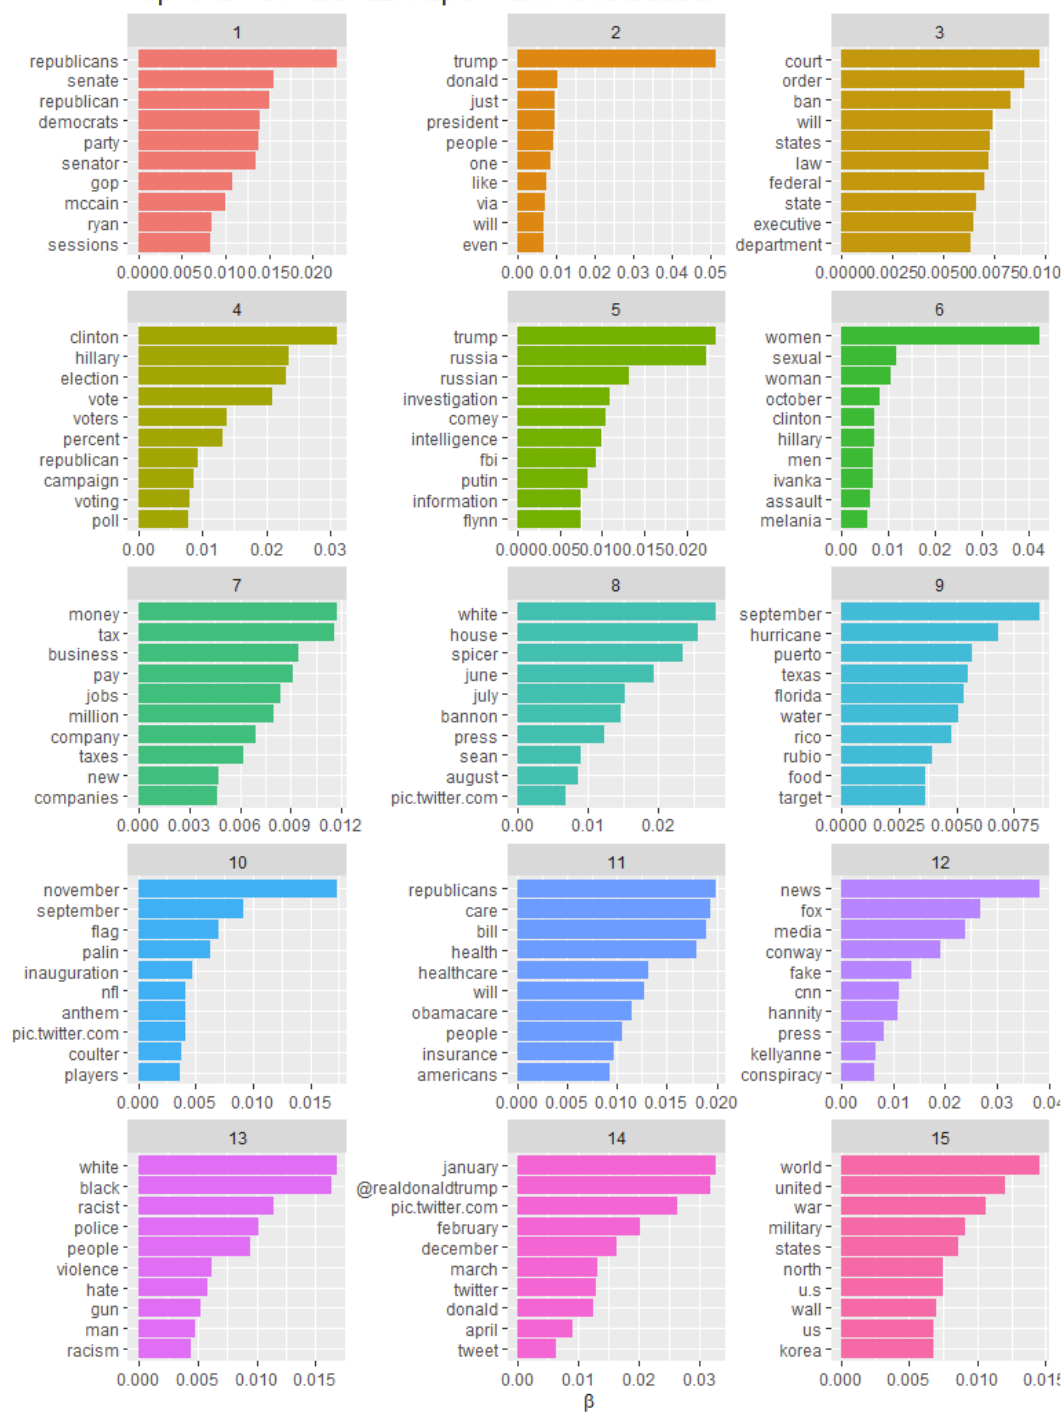 1
republicans
senate
republican
democrats
party
senator
gop
mccain
ryan
sessions
0.0000.0050.0100.0150.020
2
trump
donald
just
president
people
one
like
via
will
even
0.00 0.01 0.02 0.03 0.04 0.05
3
court
order
ban
will
states
law
federal
state
executive
department
0.00000.00250.00500.00750.010
4
clinton
hillary
election
vote
voters
percent
republican
campaign
voting
poll
0.00 0.01 0.02 0.03
5
trump
russia
russian
investigation
comey
intelligence
fbi
putin
information
flynn
0.0000.0050.0100.0150.020
6
women
sexual
woman
october
clinton
hillary
men
ivanka
assault
melania
0.00 0.01 0.02 0.03 0.04
7
money
tax
business
pay
jobs
million
company
taxes
new
companies
0.000 0.003 0.006 0.009 0.012
8
white
house
spicer
june
july
bannon
press
sean
august
pic.twitter.com
0.00 0.01 0.02
9
september
hurricane
puerto
texas
florida
water
rico
rubio
food
target
0.0000 0.0025 0.0050 0.0075
10
november
september
flag
palin
inauguration
nfl
anthem
pic.twitter.com
coulter
players
0.000 0.005 0.010 0.015
11
republicans
care
bill
health
healthcare
will
obamacare
people
insurance
americans
0.000 0.005 0.010 0.015 0.020
12
news
fox
media
conway
fake
cnn
hannity
press
kellyanne
conspiracy
0.00 0.01 0.02 0.03 0.0
13
white
black
racist
police
people
violence
hate
gun
man
racism
0.000 0.005 0.010 0.015
14
january
@realdonaldtrump
pic.twitter.com
february
december
march
twitter
donald
april
tweet
0.00 0.01 0.02 0.03
15
world
united
war
military
states
north
u.s
wall
us
korea
0.000 0.005 0.010 0.015
β